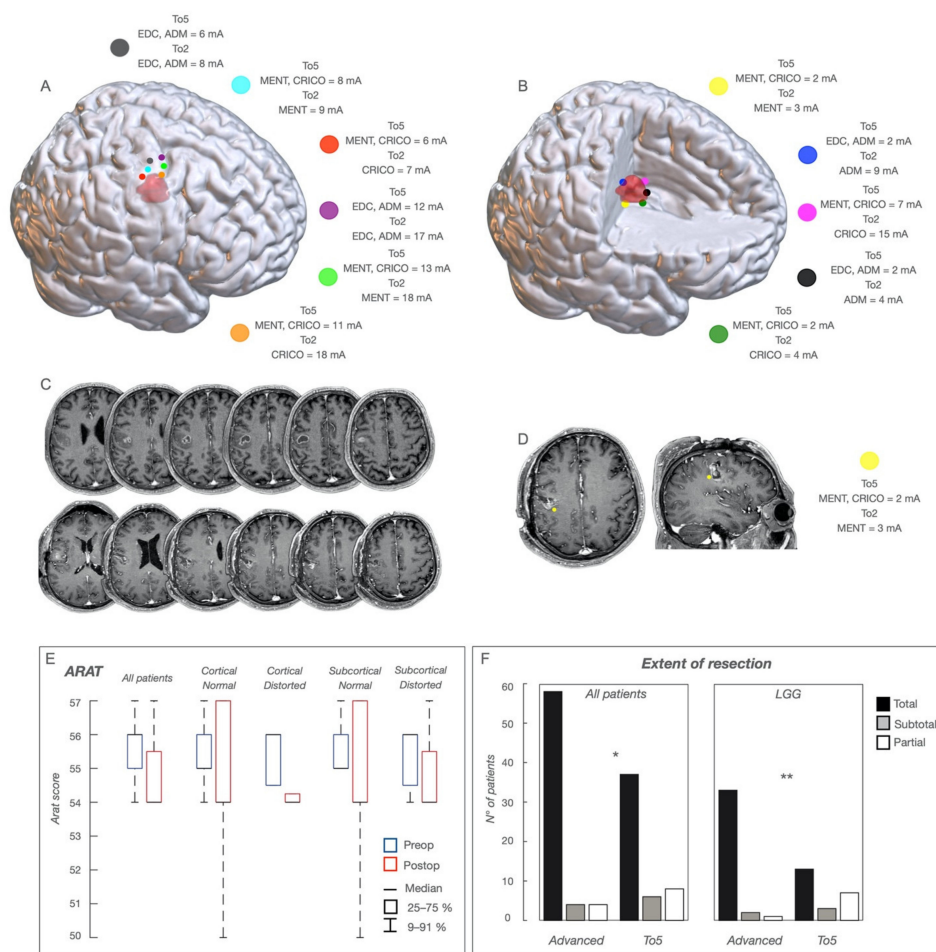 To5
EDC, ADM = 6 mA
To2
EDC, ADM = 8 mA
A
To5
MENT, CRICO = 8 mA
To2
MENT = 9 mA
To5
MENT, CRICO = 6 mA
To2
CRICO = 7 mA
To5
EDC, ADM = 12 mA
To2
EDC, ADM = 17 mA
To5
MENT, CRICO = 13 mA
To2
MENT = 18 mA
To5
MENT, CRICO = 11 mA
To2
CRICO = 18 mA
B
To5
MENT, CRICO = 2 mA
To2
MENT = 3 mA
To5
EDC, ADM = 2 mA
To2
ADM = 9 mA
To5
MENT, CRICO = 7 mA
To2
CRICO = 15 mA
To5
EDC, ADM = 2 mA
To2
ADM = 4 mA
To5
MENT, CRICO = 2 mA
To2
CRICO = 4 mA
C
D
To5
MENT, CRICO = 2 mA
To2
MENT = 3 mA
E
ARAT
All patients
Cortical
Normal
Cortical
Distorted
Subcortical
Normal
Subcortical
Distorted
57
56
55
54
53
52
51
50
Arat score
Preop
Postop
Median
25–75 %
9–91 %
F
Extent of resection
All patients
LGG
60
50
40
30
20
10
0
N° of patients
*
**
Total
Subtotal
Partial
Advanced
To5
Advanced
To5